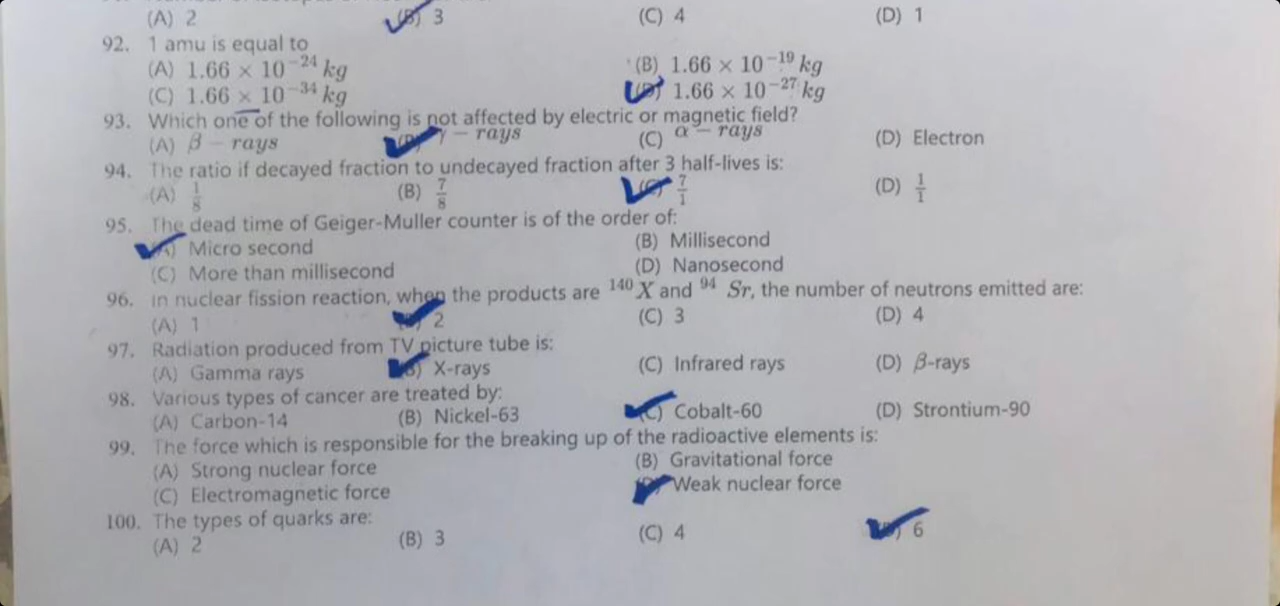 (A) 2 (B) 3 (C) 4 (D) 1
92. 1 amu is equal to
(A) 1.66 × 10⁻²⁴ kg (B) 1.66 × 10⁻¹⁹ kg
(C) 1.66 × 10⁻³⁴ kg (D) 1.66 × 10⁻²⁷ kg
93. Which one of the following is not affected by electric or magnetic field?
(A) β – rays (B) γ – rays (C) α – rays (D) Electron
94. The ratio if decayed fraction to undecayed fraction after 3 half-lives is:
(A) 1/8 (B) 7/8 (C) 7/1 (D) 1/1
95. The dead time of Geiger-Muller counter is of the order of:
(A) Micro second (B) Millisecond
(C) More than millisecond (D) Nanosecond
96. in nuclear fission reaction, when the products are ¹⁴⁰X and ⁹⁴ Sr, the number of neutrons emitted are:
(A) 1 (B) 2 (C) 3 (D) 4
97. Radiation produced from TV picture tube is:
(A) Gamma rays (B) X-rays (C) Infrared rays (D) β-rays
98. Various types of cancer are treated by:
(A) Carbon-14 (B) Nickel-63 (C) Cobalt-60 (D) Strontium-90
99. The force which is responsible for the breaking up of the radioactive elements is:
(A) Strong nuclear force (B) Gravitational force
(C) Electromagnetic force (D) Weak nuclear force
100. The types of quarks are:
(A) 2 (B) 3 (C) 4 (D) 6